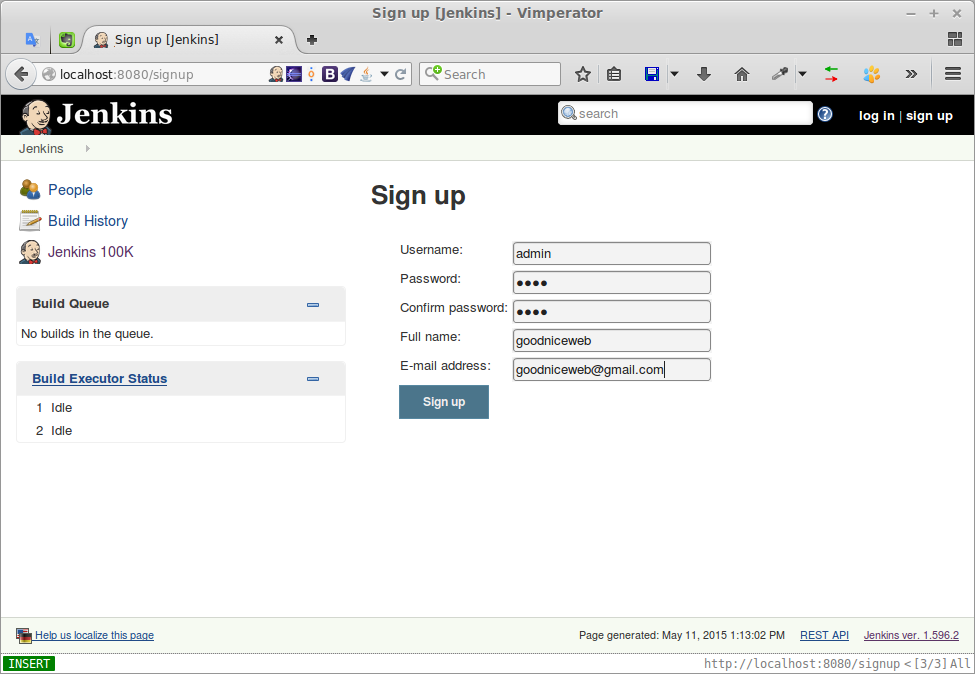 Sign up [Jenkins] - Vimperator
Sign up [Jenkins]
localhost:8080/signup
B
Search
Jenkins
search
?
log in | sign up
Jenkins
People
Build History
Jenkins 100K
Build Queue
No builds in the queue.
Build Executor Status
1 Idle
2 Idle
Sign up
Username:
admin
Password:
●●●●
Confirm password:
●●●●
Full name:
goodniceweb
E-mail address:
goodniceweb@gmail.com
Sign up
Help us localize this page
Page generated: May 11, 2015 1:13:02 PM
REST API
Jenkins ver. 1.596.2
INSERT
http://localhost:8080/signup <[3/3] All